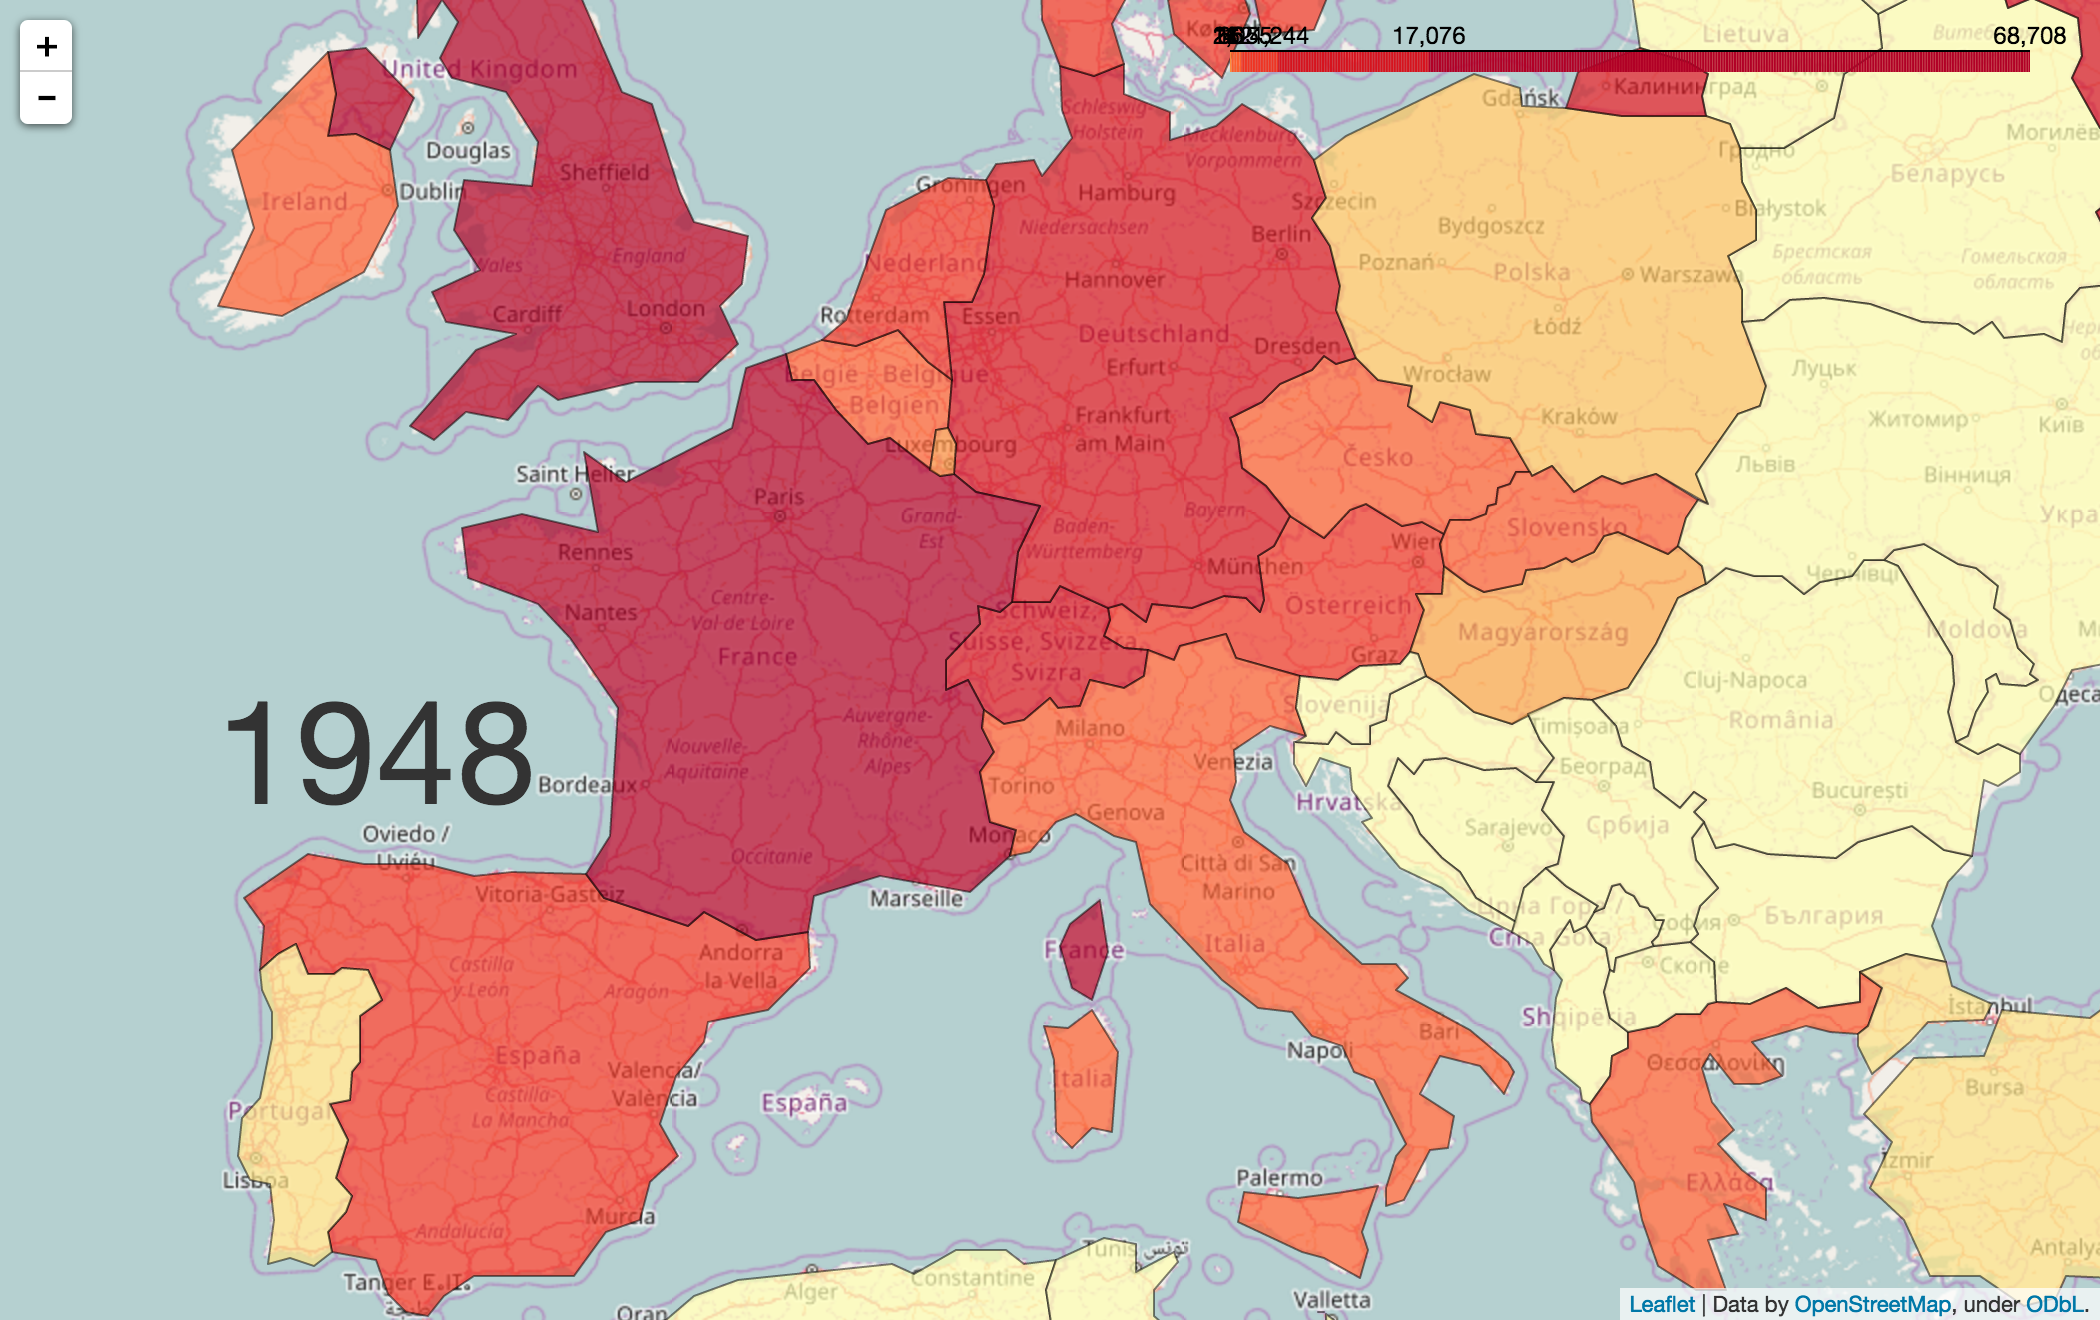 +
−
United Kingdom
København
17,076
68,708
Lietuva
Schleswig-
Holstein
Mecklenburg-
Vorpommern
Gdańsk
Калининград
Могилёв
Douglas
Sheffield
Groningen
Hamburg
Гродно
Беларусь
Ireland
Dublin
Niedersachsen
Szczecin
Białystok
Wales
England
Nederland
Berlin
Bydgoszcz
Poznań
Polska
Warszawa
Брестская
область
Гомельская
область
Cardiff
London
Rotterdam
Essen
Hannover
Deutschland
Dresden
Łódź
België - Belgique
Belgien
Erfurt
Wrocław
Луцьк
Frankfurt
am Main
Kraków
Житомир
Київ
Luxembourg
Česko
Львів
Вінниця
Saint Helier
Paris
Grand-
Est
Baden-
Württemberg
Bayern
Slovensko
Укра
Rennes
München
Wien
Чернівці
Nantes
Centre-
Val de Loire
Schweiz,
Suisse, Svizzera,
Svizra
Österreich
Magyarország
Moldova
France
Graz
Cluj-Napoca
România
1948
Nouvelle-
Aquitaine
Auvergne-
Rhône-
Alpes
Milano
Slovenija
Timișoara
Одеса
Bordeaux
Torino
Venezia
Београд
București
Genova
Hrvatska
Oviedo /
Uviéu
Monaco
Sarajevo
Србија
Occitanie
Città di San
Marino
Vitoria-Gasteiz
Marseille
Црна Гора /
Crna Gora
София
България
Andorra
la Vella
France
Italia
Скопје
Castilla
y León
Aragón
İstanbul
Shqipëria
España
Napoli
Bari
Θεσσαλονίκη
Valencia/
València
Castilla-
La Mancha
Portugal
España
Italia
Bursa
Lisboa
Palermo
Ελλάδα
İzmir
Murcia
Andalucía
Antalya
Tunis تونس
Tanger
Alger
Constantine
Oran
Valletta
Leaflet | Data by OpenStreetMap, under ODbL.